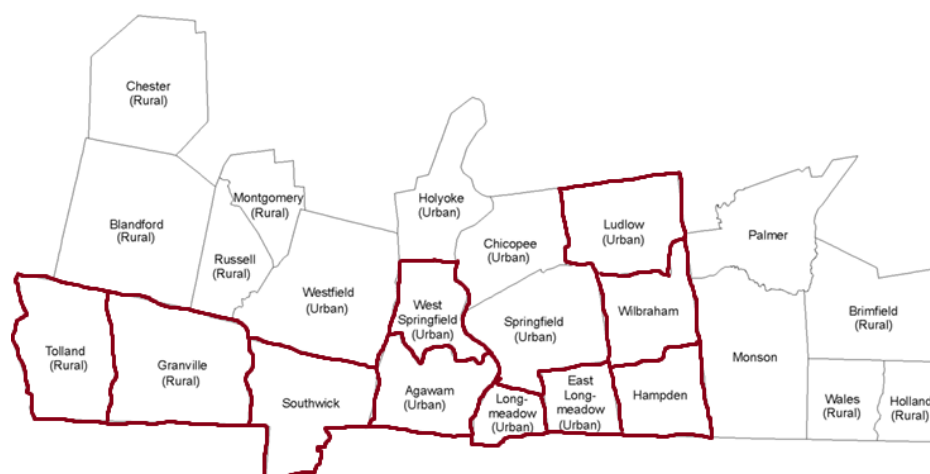 Chester
(Rural)
Montgomery
(Rural)
Holyoke
(Urban)
Blandford
(Rural)
Ludlow
(Urban)
Palmer
Chicopee
(Urban)
Russell
(Rural)
Westfield
(Urban)
West
Springfield
(Urban)
Springfield
(Urban)
Wilbraham
Brimfield
(Rural)
Tolland
(Rural)
Granville
(Rural)
Monson
Southwick
Agawam
(Urban)
Long-
meadow
(Urban)
East
Long-
meadow
(Urban)
Hampden
Wales
(Rural)
Holland
(Rural)